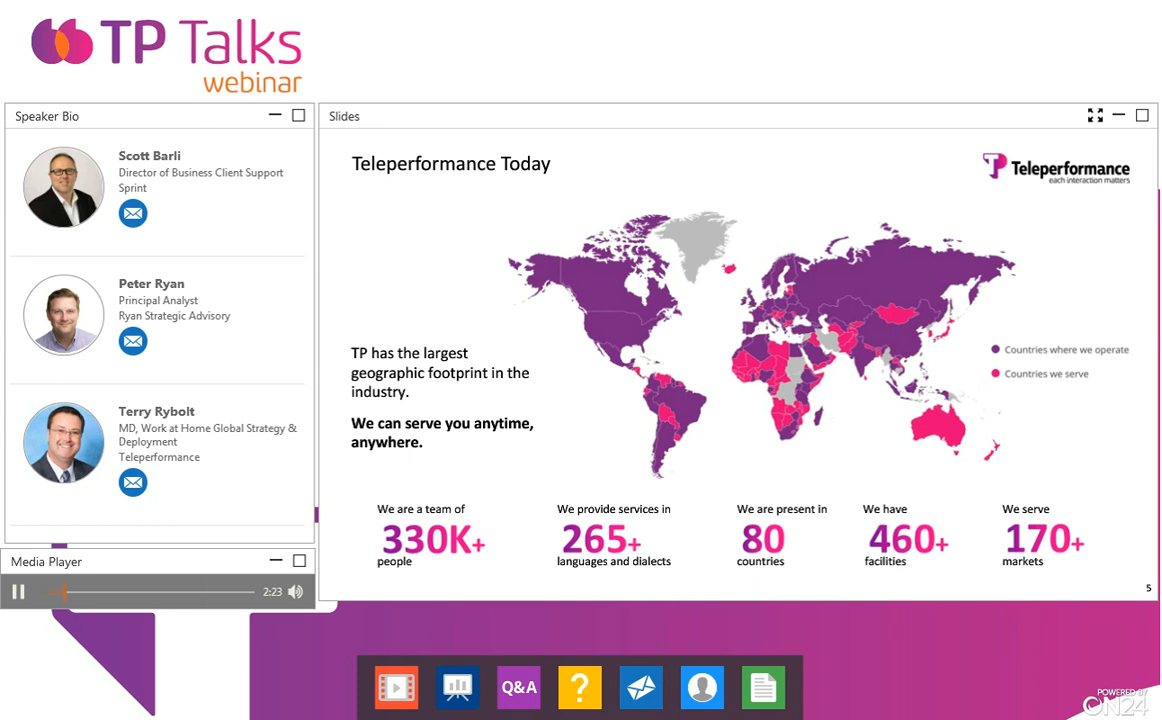 TP Talks
webinar
Speaker Bio
Scott Barli
Director of Business Client Support
Sprint
Peter Ryan
Principal Analyst
Ryan Strategic Advisory
Terry Rybolt
MD, Work at Home Global Strategy &
Deployment
Teleperformance
Media Player
2:23
Slides
Teleperformance Today
Teleperformance
each interaction matters
TP has the largest
geographic footprint in the
industry.
We can serve you anytime,
anywhere.
Countries where we operate
Countries we serve
We are a team of
330K+
people
We provide services in
265+
languages and dialects
We are present in
80
countries
We have
460+
facilities
We serve
170+
markets
5
Q&A
?
POWERED BY
ON24